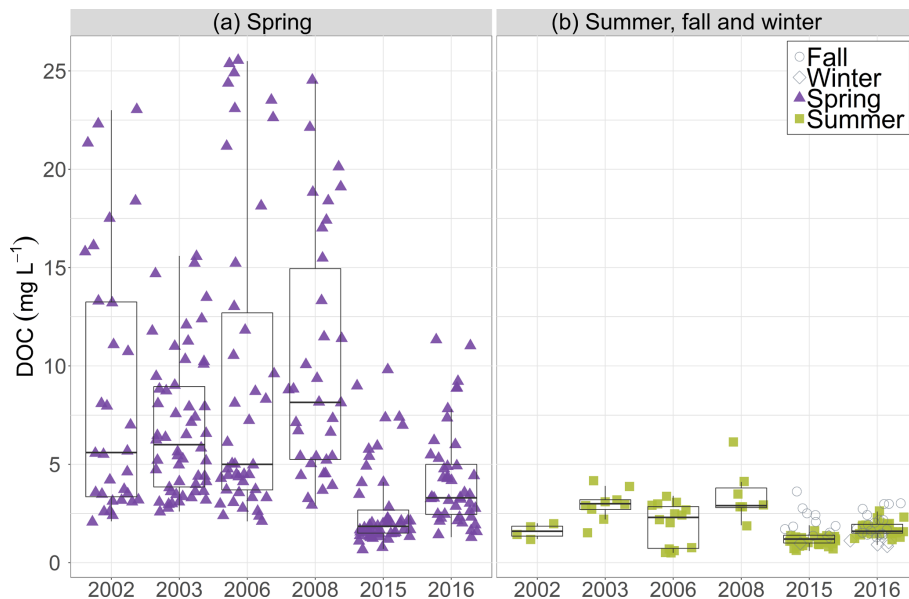 (a) Spring
(b) Summer, fall and winter
Fall
Winter
Spring
Summer
DOC (mg L⁻¹)
25
20
15
10
5
0
2002 2003 2006 2008 2015 2016
2002 2003 2006 2008 2015 2016